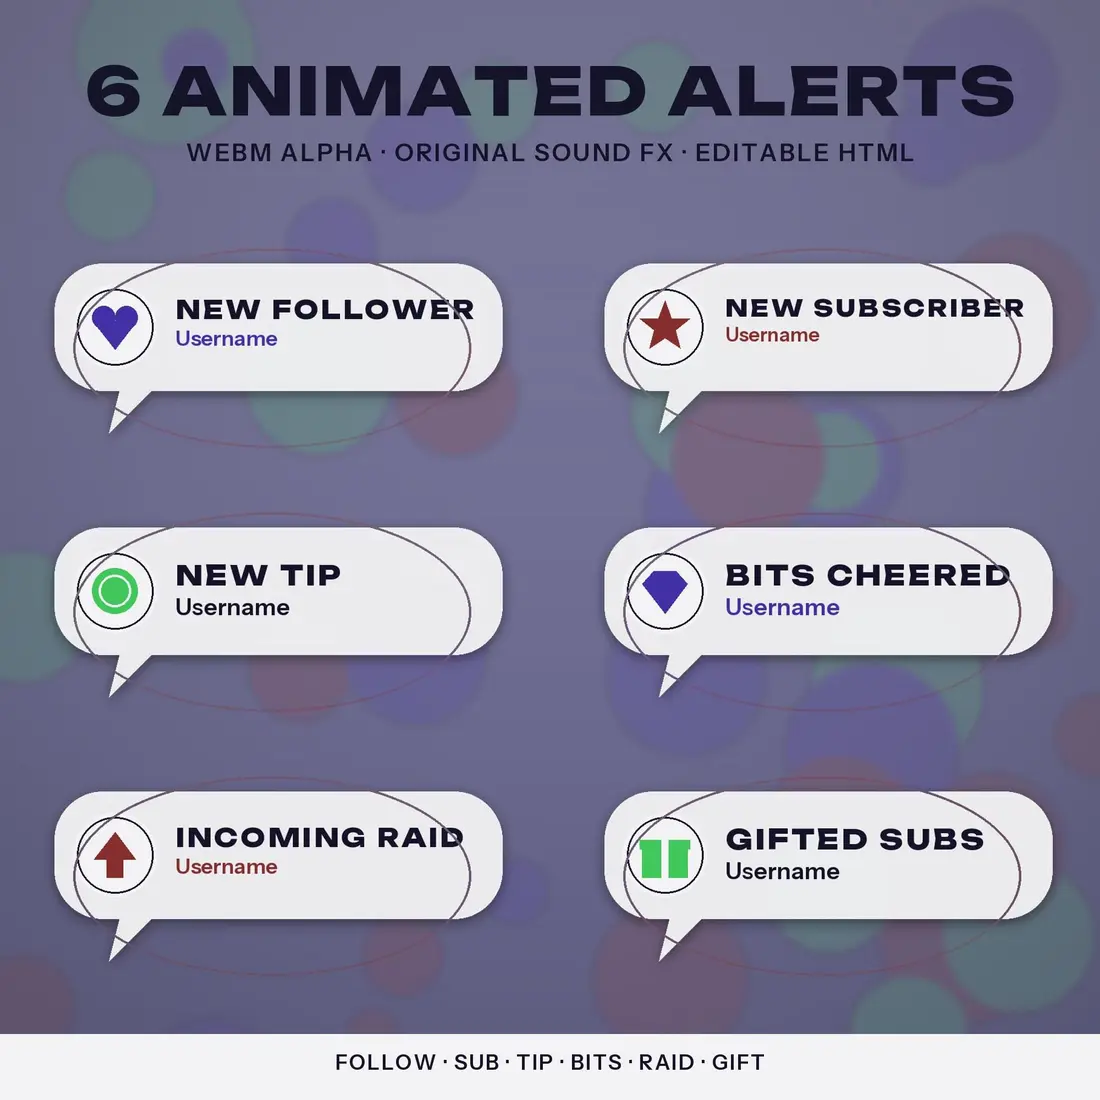 6 ANIMATED ALERTS
WEBM ALPHA · ORIGINAL SOUND FX · EDITABLE HTML
NEW FOLLOWER
Username
NEW SUBSCRIBER
Username
NEW TIP
Username
BITS CHEERED
Username
INCOMING RAID
Username
GIFTED SUBS
Username
FOLLOW · SUB · TIP · BITS · RAID · GIFT